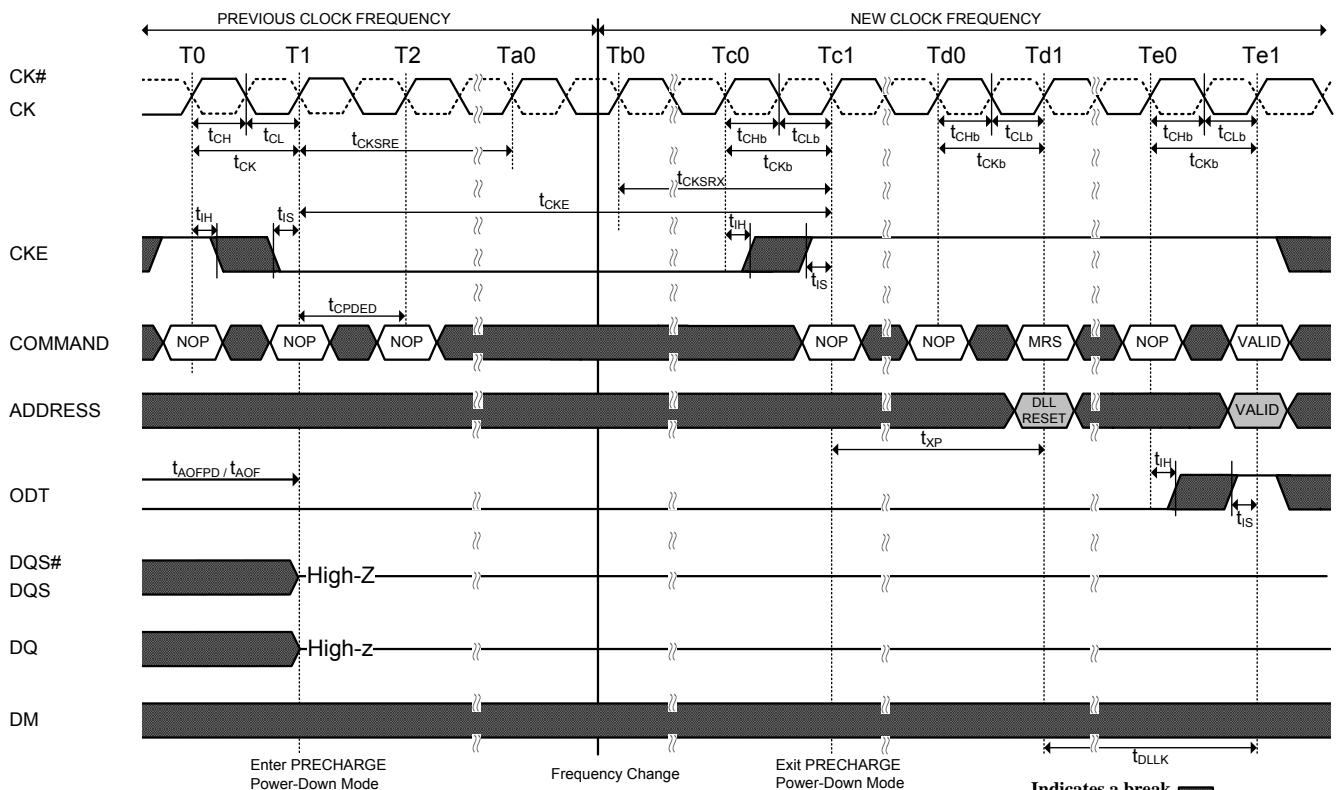 PREVIOUS CLOCK FREQUENCY NEW CLOCK FREQUENCY
T0 T1 T2 Ta0 Tb0 Tc0 Tc1 Td0 Td1 Te0 Te1
CK#
CK
tCH tCL tCHb tCLb tCHb tCLb tCHb tCLb
tCK tCKSRE tCKb tCKb tCKb
tCKSRX
tCKE
tIH tIS tIH
CKE
tIS
tCPDED
COMMAND NOP NOP NOP NOP NOP MRS NOP VALID
ADDRESS DLL RESET VALID
tXP
tAOFPD / tAOF tIH
ODT
tIS
DQS#
DQS High-Z
DQ High-z
DM
tDLLK
Enter PRECHARGE
Power-Down Mode
Frequency Change
Exit PRECHARGE
Power-Down Mode
Indicates a break